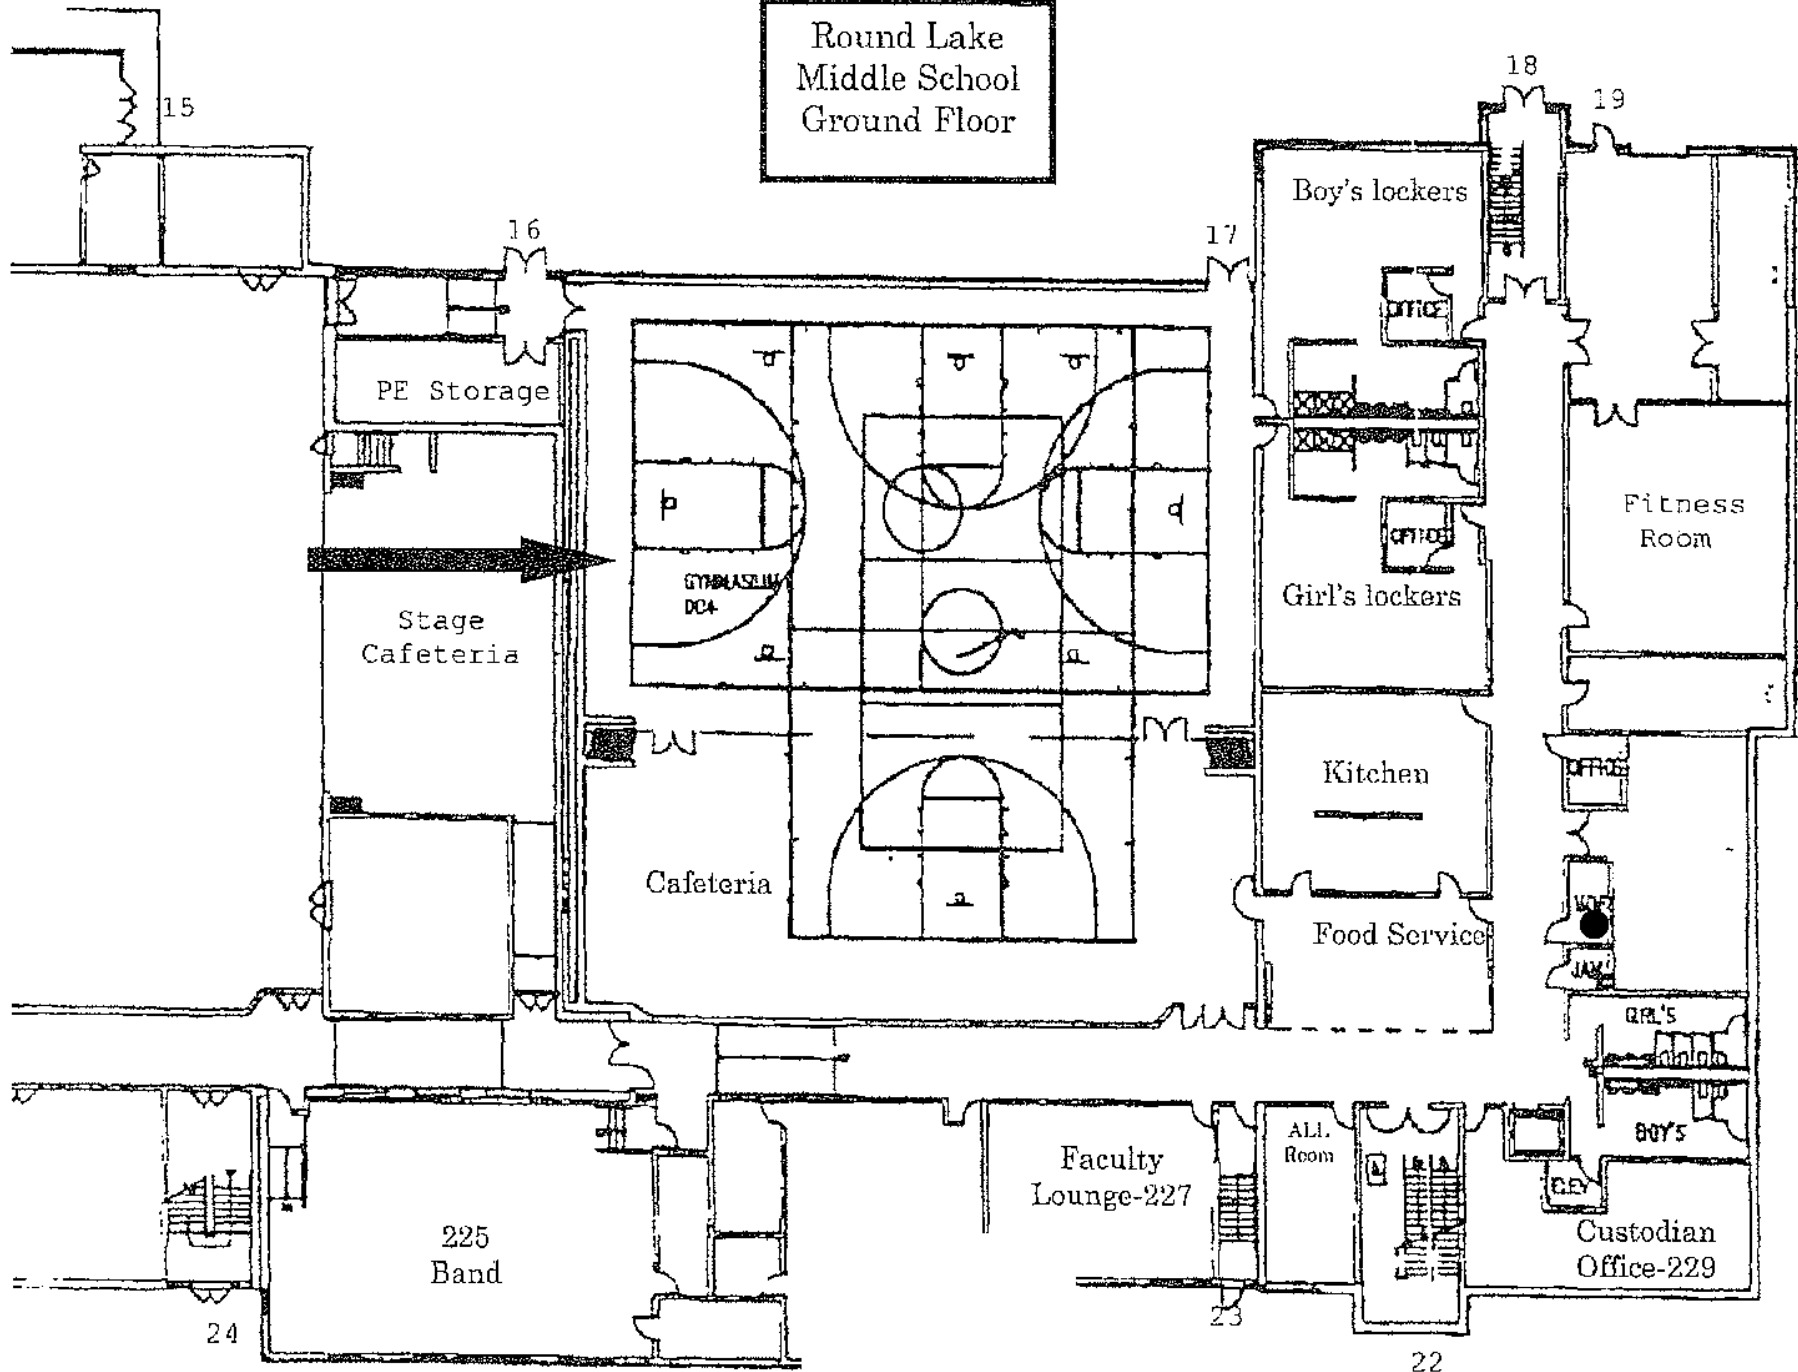 Round Lake
Middle School
Ground Floor
18
19
15
16
17
Boy's lockers
OFFICE
PE Storage
Fitness
Room
OFFICE
GYMNASIUM
Girl's lockers
Stage
Cafeteria
OFFICE
Kitchen
Cafeteria
Food Service
JAN
GIRL'S
BOY'S
ALL
Room
Faculty
Lounge-227
ELEV
225
Band
Custodian
Office-229
24
23
22